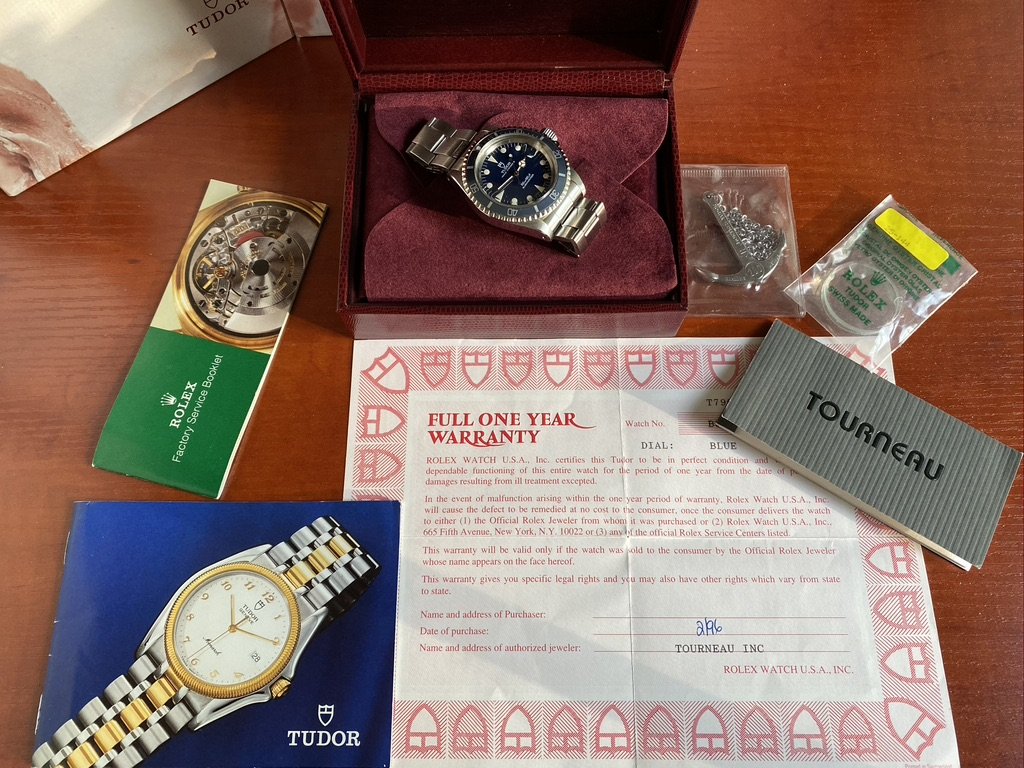 TUDOR
TUDOR
ROLEX
Factory Service Booklet
ROLEX
TUDOR
SWISS MADE
TOURNEAU
FULL ONE YEAR
WARRANTY
Watch No.
DIAL: BLUE
ROLEX WATCH U.S.A., Inc. certifies this Tudor to be in perfect condition and
dependable functioning of this entire watch for the period of one year from the date of
damages resulting from ill treatment excepted.
In the event of malfunction arising within the one year period of warranty, Rolex Watch U.S.A., Inc.
will cause the defect to be remedied at no cost to the consumer, once the consumer delivers the watch
to either (1) the Official Rolex Jeweler from whom it was purchased or (2) Rolex Watch U.S.A., Inc.,
665 Fifth Avenue, New York, N.Y. 10022 or (3) any of the official Rolex Service Centers listed.
This warranty will be valid only if the watch was sold to the consumer by the Official Rolex Jeweler
whose name appears on the face hereof.
This warranty gives you specific legal rights and you may also have other rights which vary from state
to state.
Name and address of Purchaser:
Date of purchase: 2/96
Name and address of authorized jeweler: TOURNEAU INC
ROLEX WATCH U.S.A., INC.
TUDOR
12
28
TUDOR